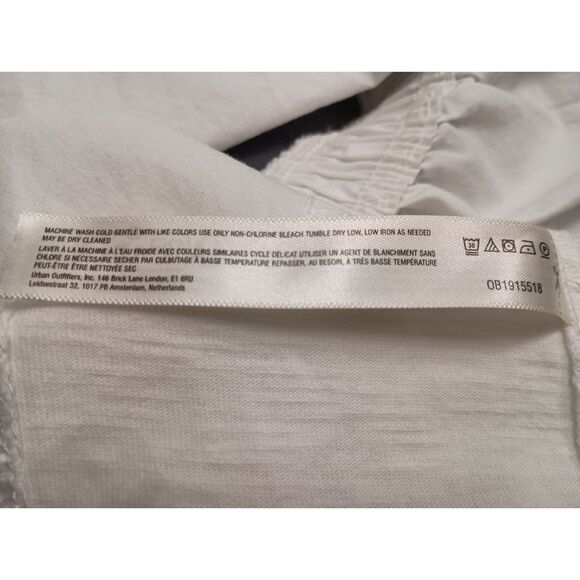 MACHINE WASH COLD GENTLE WITH LIKE COLORS USE ONLY NON-CHLORINE BLEACH TUMBLE DRY LOW, LOW IRON AS NEEDED
MAY BE DRY CLEANED
LAVER À LA MACHINE À L'EAU FROIDE AVEC COULEURS SIMILAIRES CYCLE DÉLICAT UTILISER UN AGENT DE BLANCHIMENT SANS
CHLORE SI NÉCESSAIRE SÉCHER PAR CULBUTAGE À BASSE TEMPÉRATURE REPASSER, AU BESOIN, À TRÈS BASSE TEMPÉRATURE
PEUT-ÊTRE ÊTRE NETTOYÉE SEC
Urban Outfitters, Inc. 146 Brick Lane London, E1 6RU
Leidsestraat 32, 1017 PB Amsterdam, Netherlands
30
OB1915518